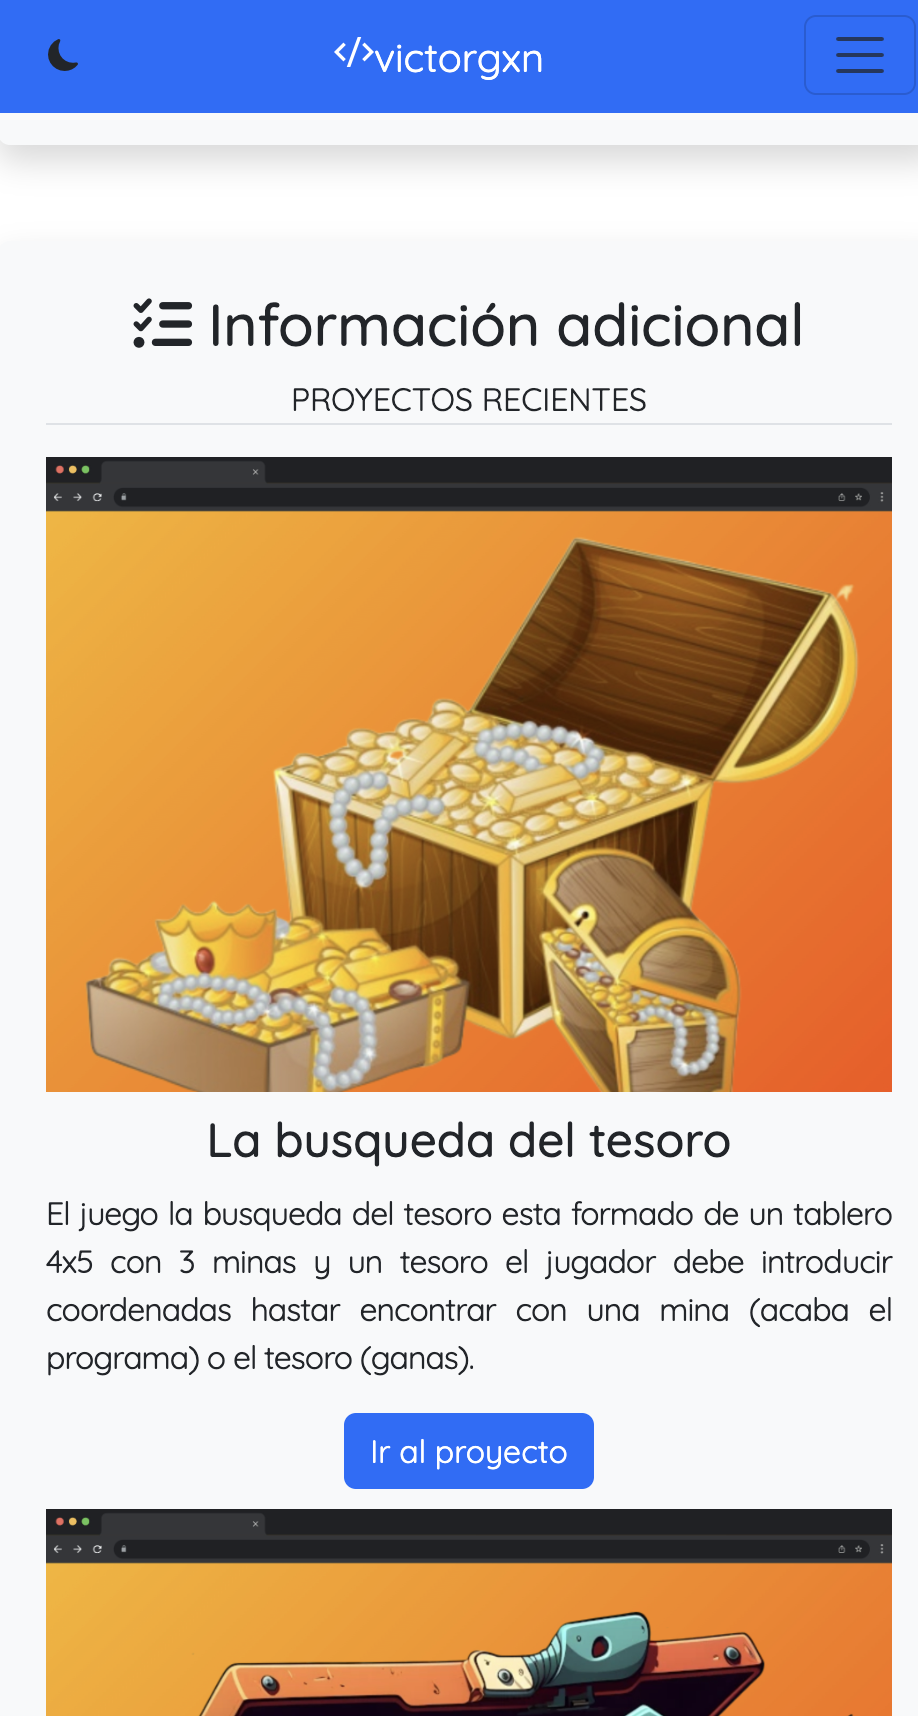 </>victorgxn
Información adicional
PROYECTOS RECIENTES
La busqueda del tesoro
El juego la busqueda del tesoro esta formado de un tablero
4x5 con 3 minas y un tesoro el jugador debe introducir
coordenadas hastar encontrar con una mina (acaba el
programa) o el tesoro (ganas).
Ir al proyecto